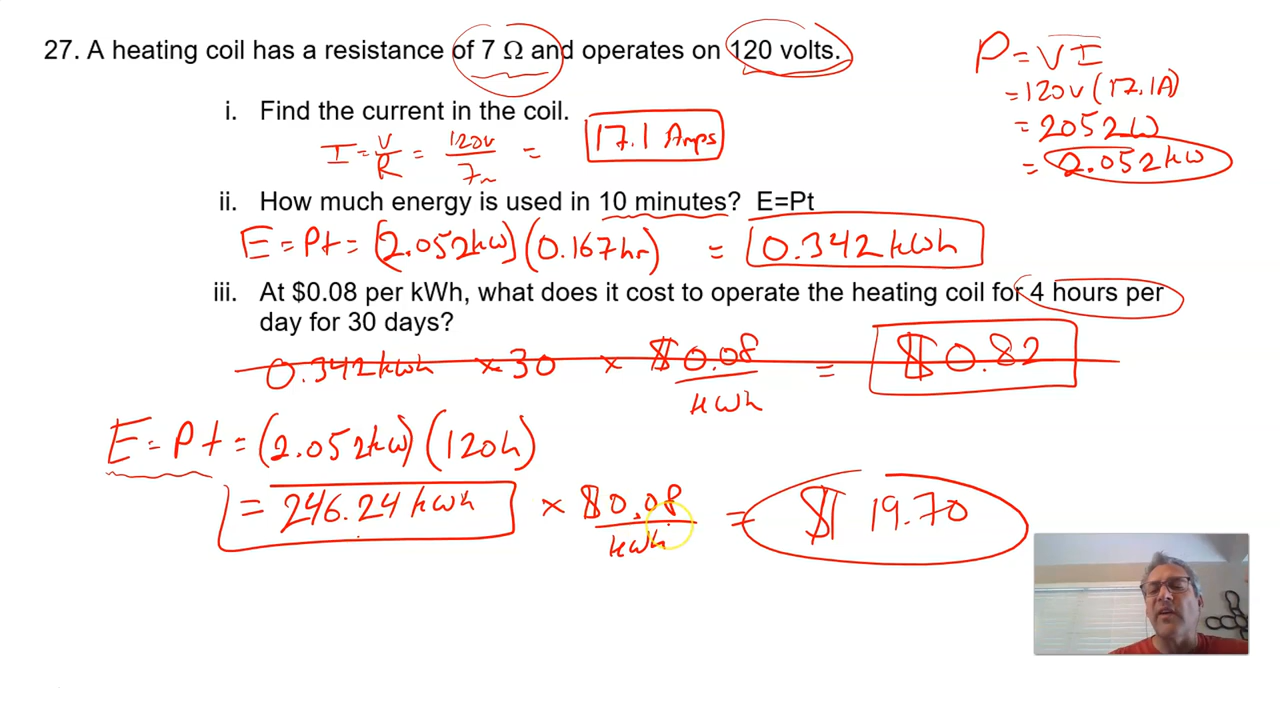 27. A heating coil has a resistance of 7 Ω and operates on 120 volts.
P = VI
= 120V (17.1A)
= 2052W
= 2.052kW
i. Find the current in the coil.
I = V/R = 120V/7Ω = 17.1 Amps
ii. How much energy is used in 10 minutes? E=Pt
E = Pt = (2.052kW)(0.167hr) = 0.342 kWh
iii. At $0.08 per kWh, what does it cost to operate the heating coil for 4 hours per
day for 30 days?
0.342kWh × 30 × $0.08/kWh = $0.82
E = Pt = (2.052kW)(120h)
= 246.24 kWh × $0.08/kWh = $19.70